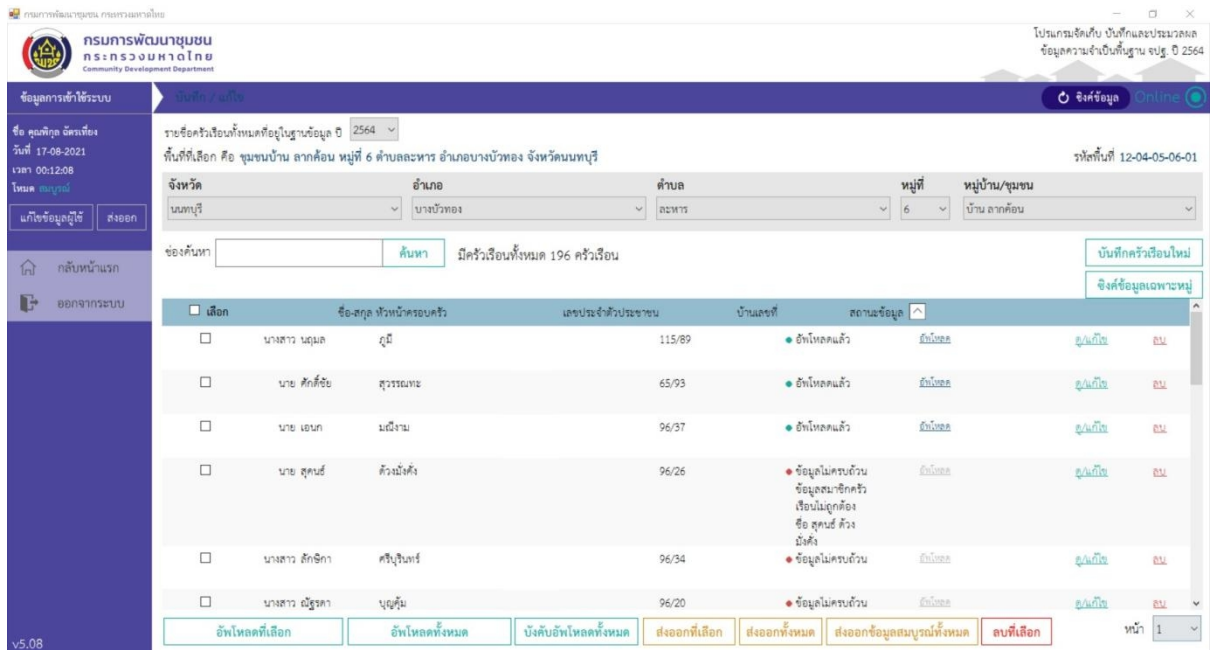 กรมการพัฒนาชุมชน กระทรวงมหาดไทย
กรมการพัฒนาชุมชน
กระทรวงมหาดไทย
Community Development Department
โปรแกรมจัดเก็บ บันทึกและประมวลผล
ข้อมูลความจำเป็นพื้นฐาน จปฐ. ปี 2564
ข้อมูลการเข้าใช้ระบบ
บันทึก / แก้ไข
ซิงค์ข้อมูล Online
ชื่อ คุณพิกุล ฉัตรเที่ยง
วันที่ 17-08-2021
เวลา 00:12:08
โหมด สมบูรณ์
แก้ไขข้อมูลผู้ใช้ ส่งออก
กลับหน้าแรก
ออกจากระบบ
รายชื่อครัวเรือนทั้งหมดที่อยู่ในฐานข้อมูล ปี 2564
พื้นที่ที่เลือก คือ ชุมชนบ้าน ลากค้อน หมู่ที่ 6 ตำบลละหาร อำเภอบางบัวทอง จังหวัดนนทบุรี รหัสพื้นที่ 12-04-05-06-01
จังหวัด อำเภอ ตำบล หมู่ที่ หมู่บ้าน/ชุมชน
นนทบุรี บางบัวทอง ละหาร 6 บ้าน ลากค้อน
ช่องค้นหา ค้นหา มีครัวเรือนทั้งหมด 196 ครัวเรือน บันทึกครัวเรือนใหม่
ซิงค์ข้อมูลเฉพาะหมู่
เลือก ชื่อ-สกุล หัวหน้าครอบครัว เลขประจำตัวประชาชน บ้านเลขที่ สถานะข้อมูล
นางสาว นฤมล ภูมี 115/89 อัพโหลดแล้ว อัพโหลด ดู/แก้ไข ลบ
นาย ศักดิ์ชัย สุวรรณทะ 65/93 อัพโหลดแล้ว อัพโหลด ดู/แก้ไข ลบ
นาย เอนก มณีงาม 96/37 อัพโหลดแล้ว อัพโหลด ดู/แก้ไข ลบ
นาย สุคนธ์ ด้วงมั่งคั่ง 96/26 ข้อมูลไม่ครบถ้วน อัพโหลด ดู/แก้ไข ลบ
ข้อมูลสมาชิกครัว
เรือนไม่ถูกต้อง
ชื่อ สุคนธ์ ด้วง
มั่งคั่ง
นางสาว ลักษิกา ศรีบุรินทร์ 96/34 ข้อมูลไม่ครบถ้วน อัพโหลด ดู/แก้ไข ลบ
นางสาว ณัฐรดา บุญคุ้ม 96/20 ข้อมูลไม่ครบถ้วน อัพโหลด ดู/แก้ไข ลบ
อัพโหลดที่เลือก อัพโหลดทั้งหมด บังคับอัพโหลดทั้งหมด ส่งออกที่เลือก ส่งออกทั้งหมด ส่งออกข้อมูลสมบูรณ์ทั้งหมด ลบที่เลือก หน้า 1
v5.08